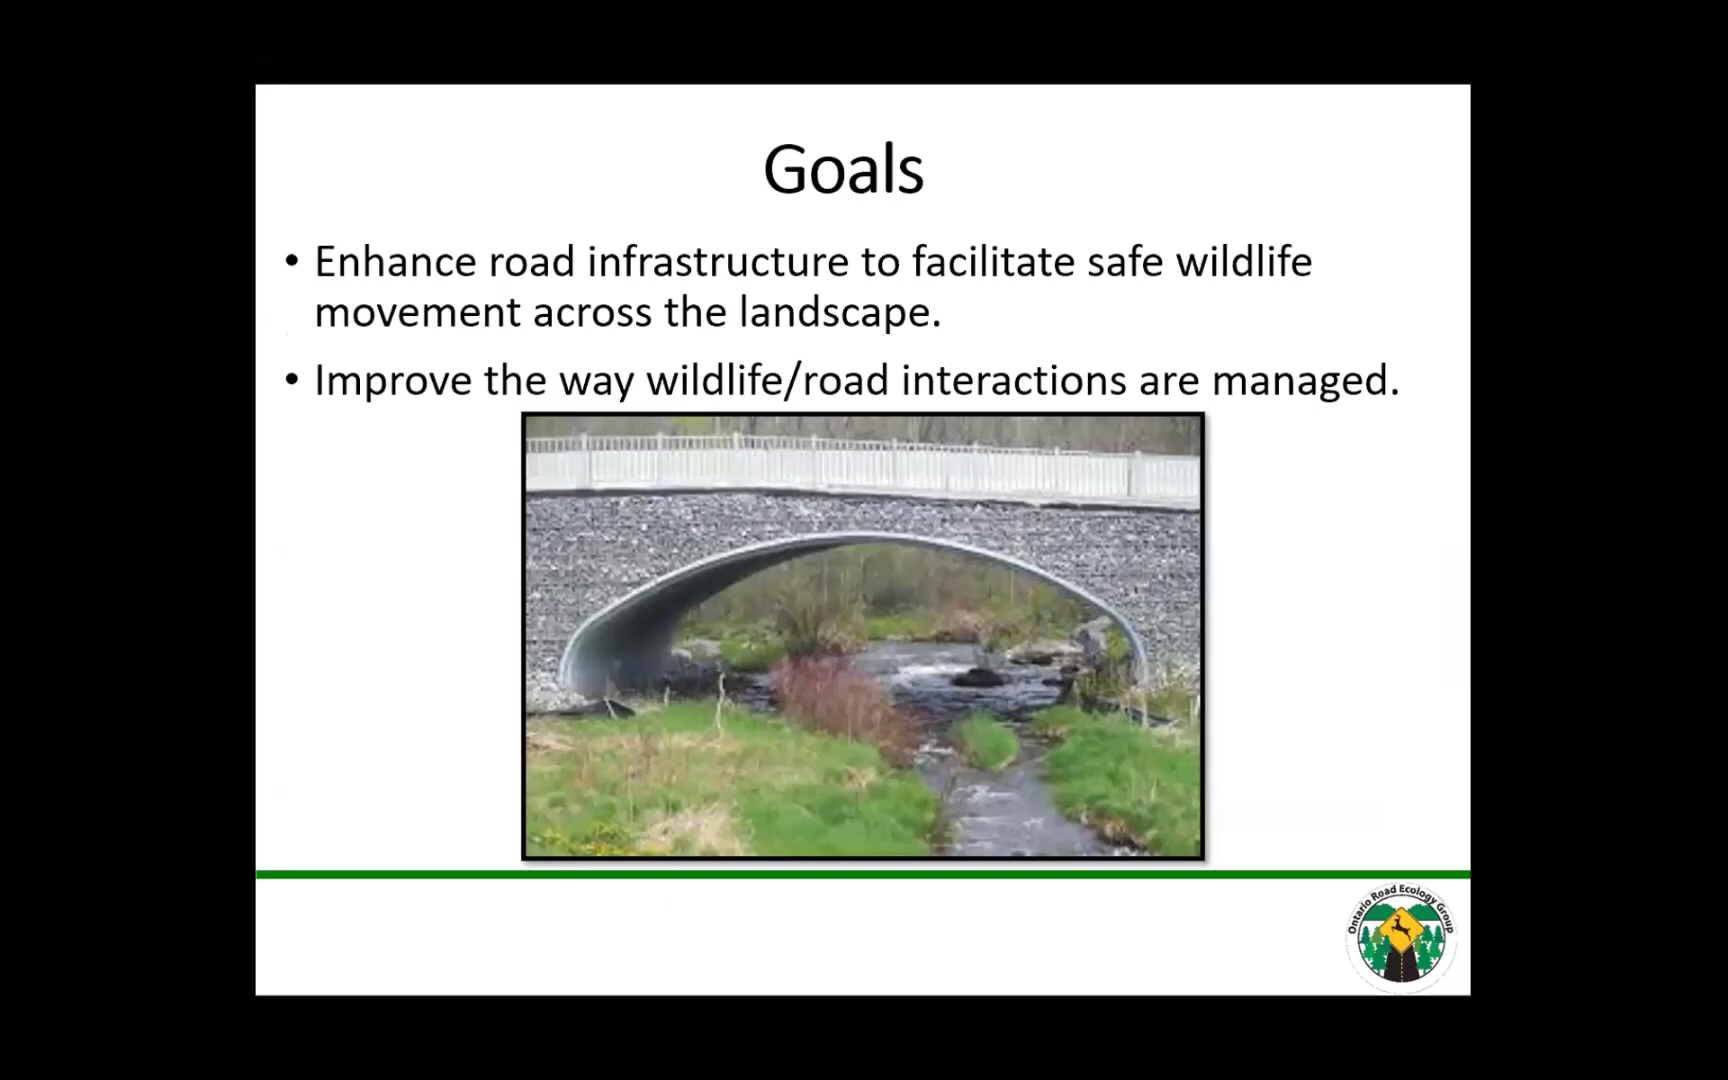 Goals
• Enhance road infrastructure to facilitate safe wildlife
movement across the landscape.
• Improve the way wildlife/road interactions are managed.
Ontario Road Ecology Group